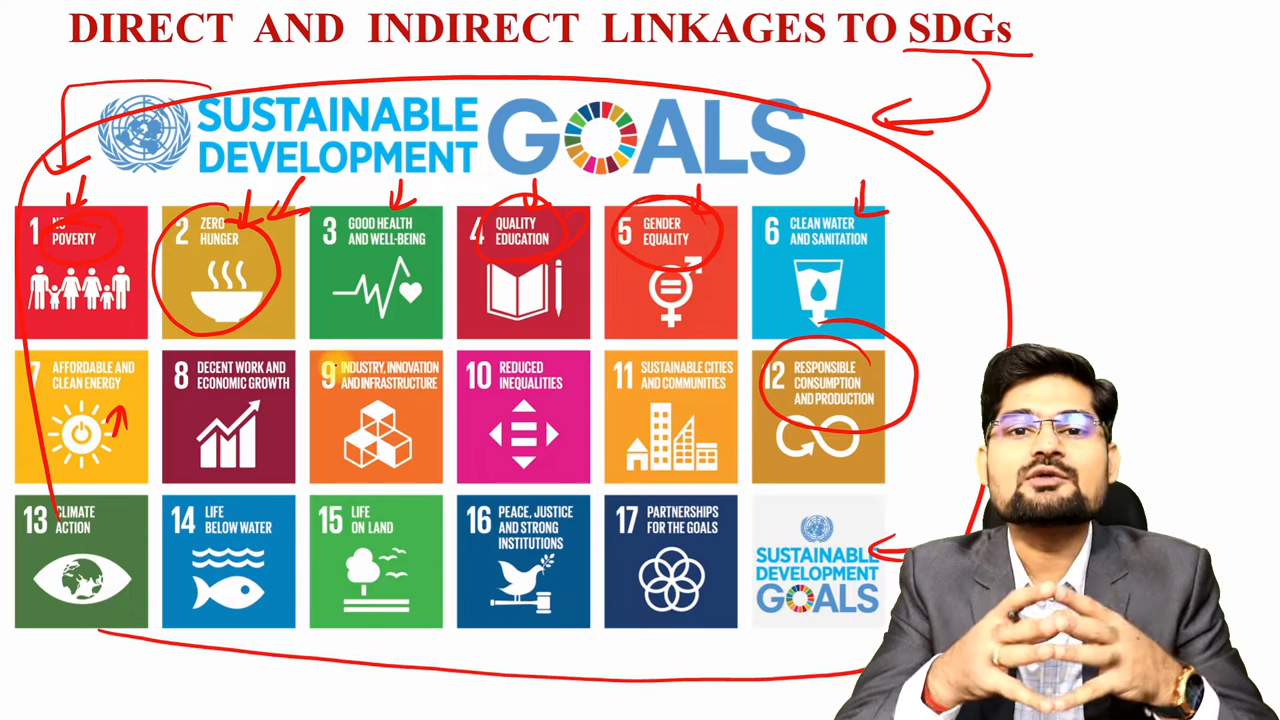 DIRECT AND INDIRECT LINKAGES TO SDGs
SUSTAINABLE
DEVELOPMENT
GOALS
1 NO
POVERTY
2 ZERO
HUNGER
3 GOOD HEALTH
AND WELL-BEING
4 QUALITY
EDUCATION
5 GENDER
EQUALITY
6 CLEAN WATER
AND SANITATION
7 AFFORDABLE AND
CLEAN ENERGY
8 DECENT WORK AND
ECONOMIC GROWTH
9 INDUSTRY, INNOVATION
AND INFRASTRUCTURE
10 REDUCED
INEQUALITIES
11 SUSTAINABLE CITIES
AND COMMUNITIES
12 RESPONSIBLE
CONSUMPTION
AND PRODUCTION
13 CLIMATE
ACTION
14 LIFE
BELOW WATER
15 LIFE
ON LAND
16 PEACE, JUSTICE
AND STRONG
INSTITUTIONS
17 PARTNERSHIPS
FOR THE GOALS
SUSTAINABLE
DEVELOPMENT
GOALS